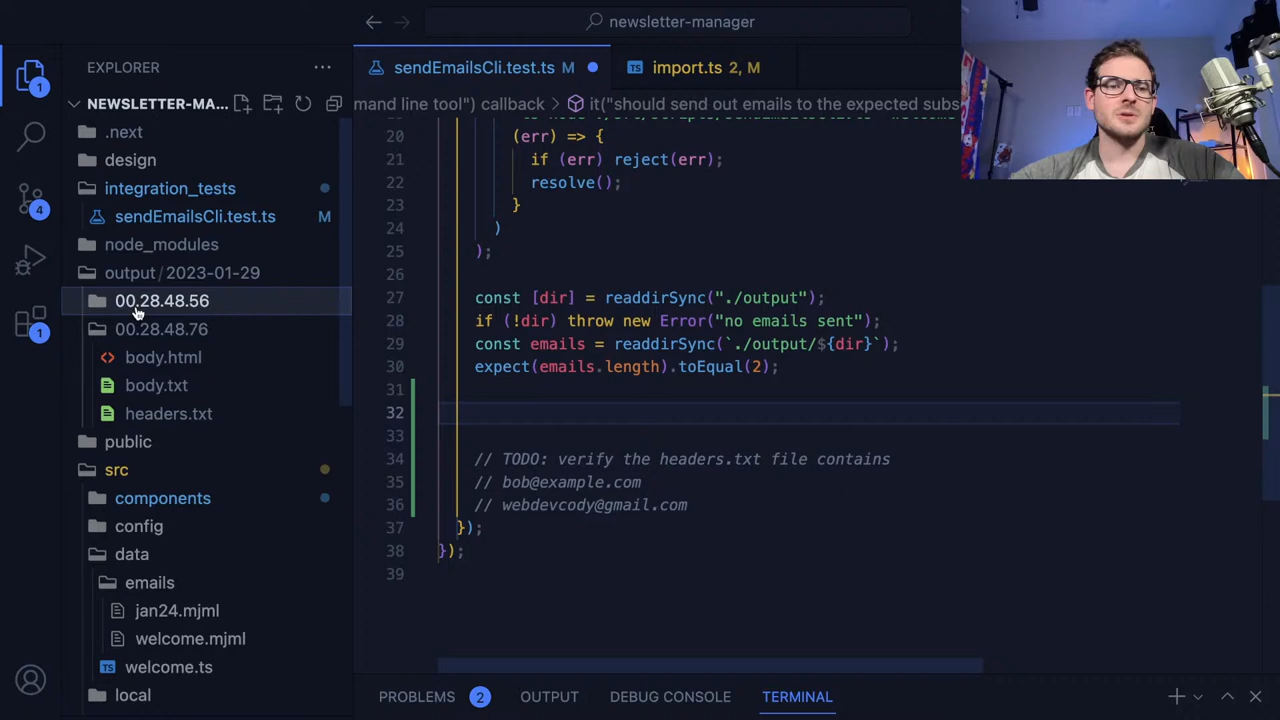 newsletter-manager
EXPLORER
sendEmailsCli.test.ts M
TS import.ts 2, M
NEWSLETTER-MA...
mand line tool") callback > it("should send out emails to the expected subs
.next
design
integration_tests
sendEmailsCli.test.ts M
node_modules
output / 2023-01-29
00.28.48.56
00.28.48.76
body.html
body.txt
headers.txt
public
src
components
config
data
emails
jan24.mjml
welcome.mjml
TS welcome.ts
local
1
4
1
20 (err) => {
21 if (err) reject(err);
22 resolve();
23 }
24 )
25 );
26
27 const [dir] = readdirSync("./output");
28 if (!dir) throw new Error("no emails sent");
29 const emails = readdirSync(`./output/${dir}`);
30 expect(emails.length).toEqual(2);
31
32
33
34 // TODO: verify the headers.txt file contains
35 // bob@example.com
36 // webdevcody@gmail.com
37 });
38 });
39
PROBLEMS 2 OUTPUT DEBUG CONSOLE TERMINAL